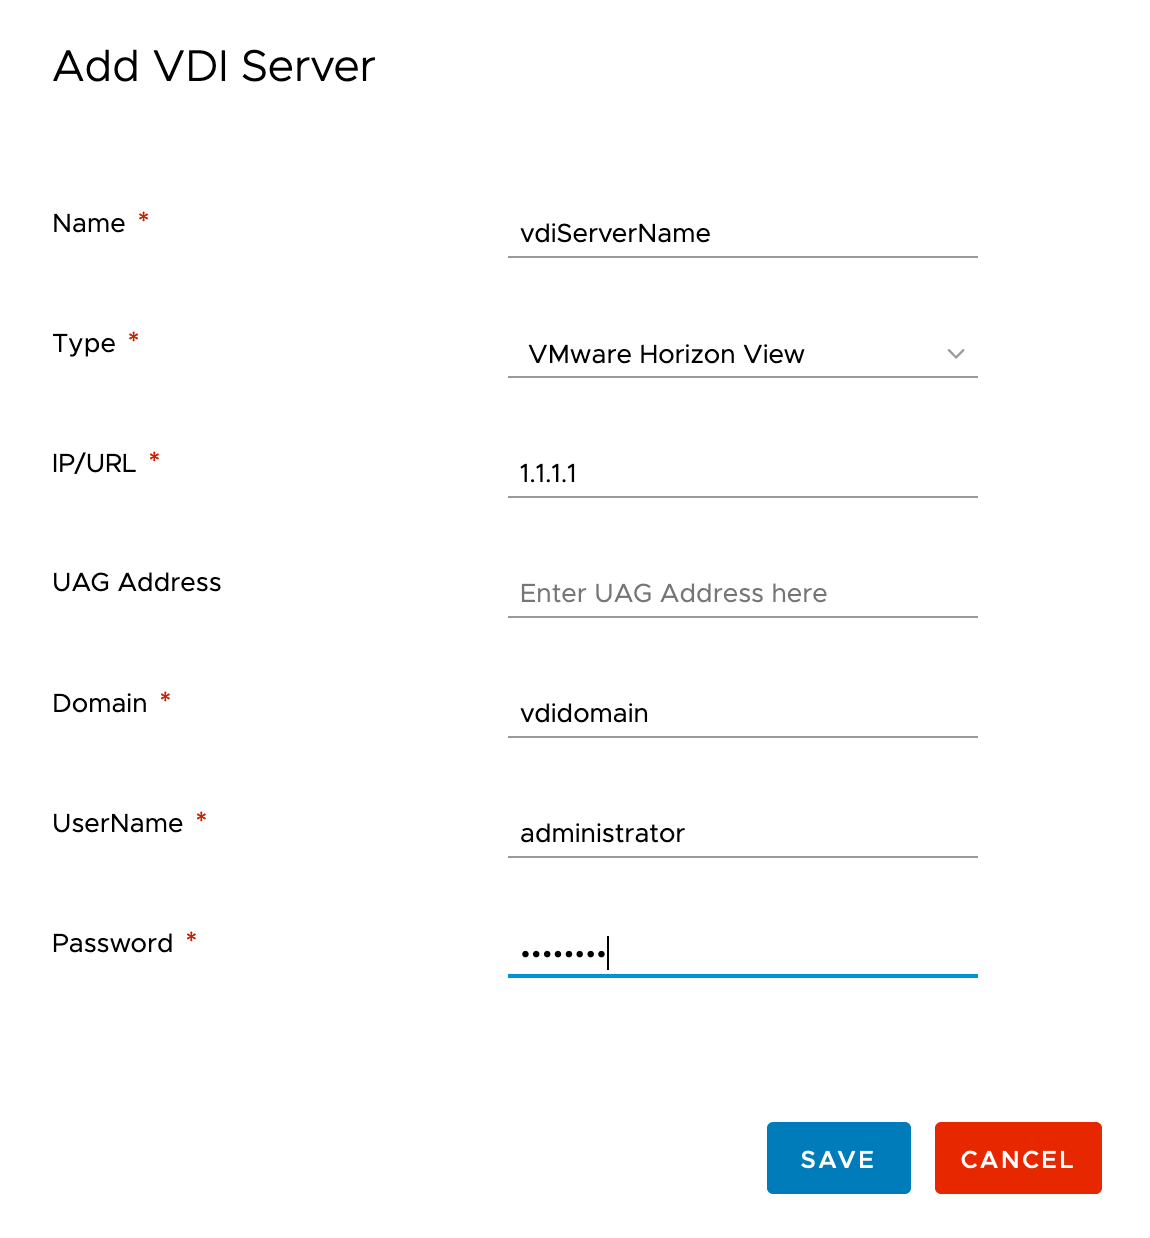 Add VDI Server
Name *
vdiServerName
Type *
VMware Horizon View
IP/URL *
1.1.1.1
UAG Address
Enter UAG Address here
Domain *
vdidomain
UserName *
administrator
Password *
••••••••
SAVE
CANCEL